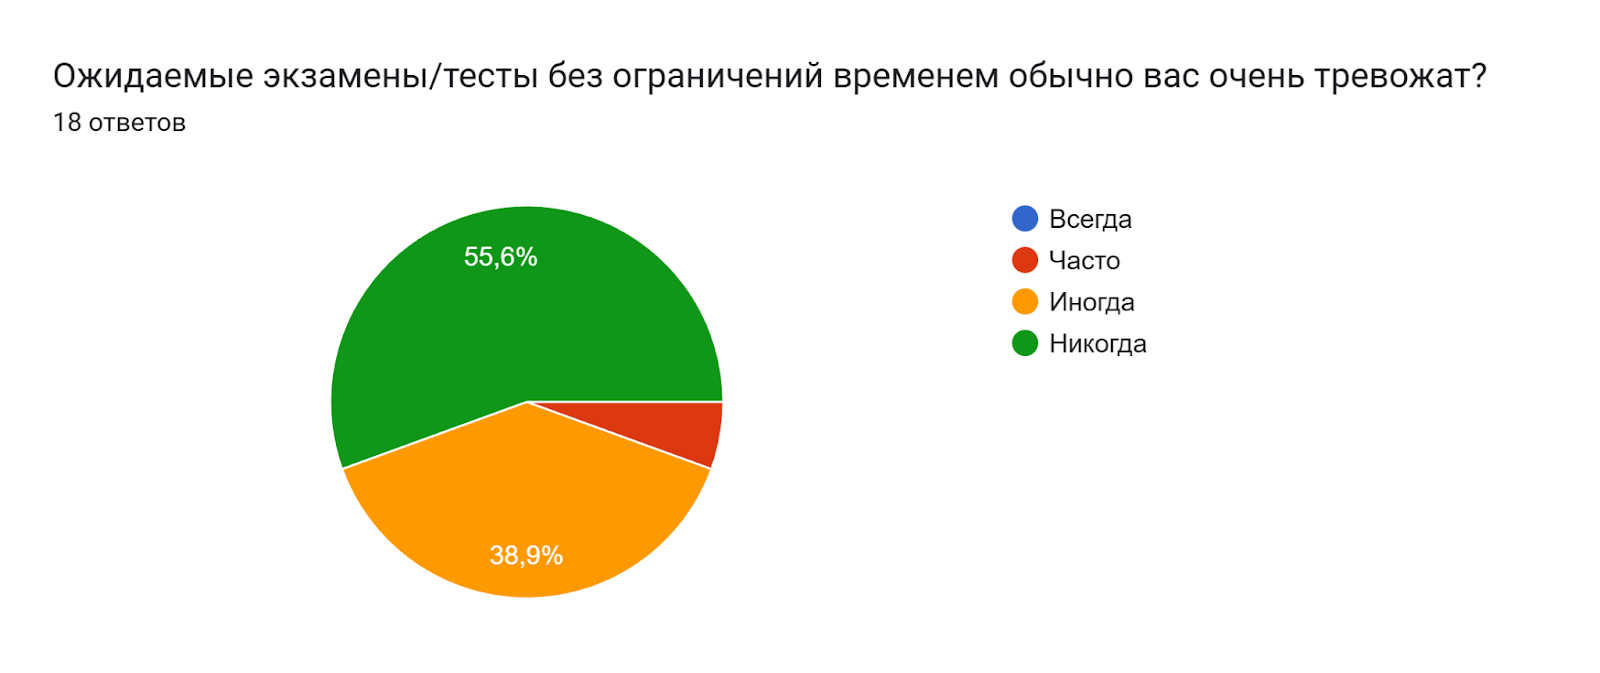 Ожидаемые экзамены/тесты без ограничений временем обычно вас очень тревожат?
18 ответов
Всегда
Часто
Иногда
Никогда
55,6%
38,9%